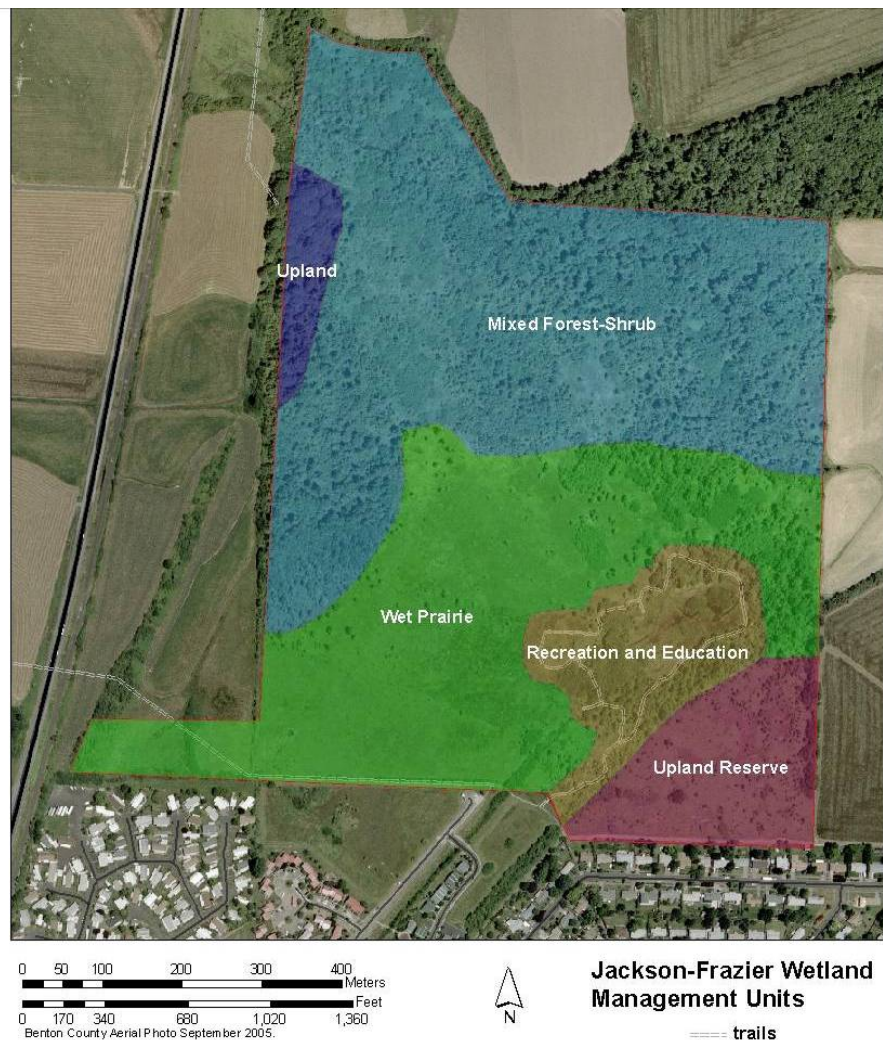 Upland
Mixed Forest-Shrub
Wet Prairie
Recreation and Education
Upland Reserve
0 50 100 200 300 400
Meters
Feet
0 170 340 680 1,020 1,360
Benton County Aerial Photo September 2005.
N
Jackson-Frazier Wetland
Management Units
trails